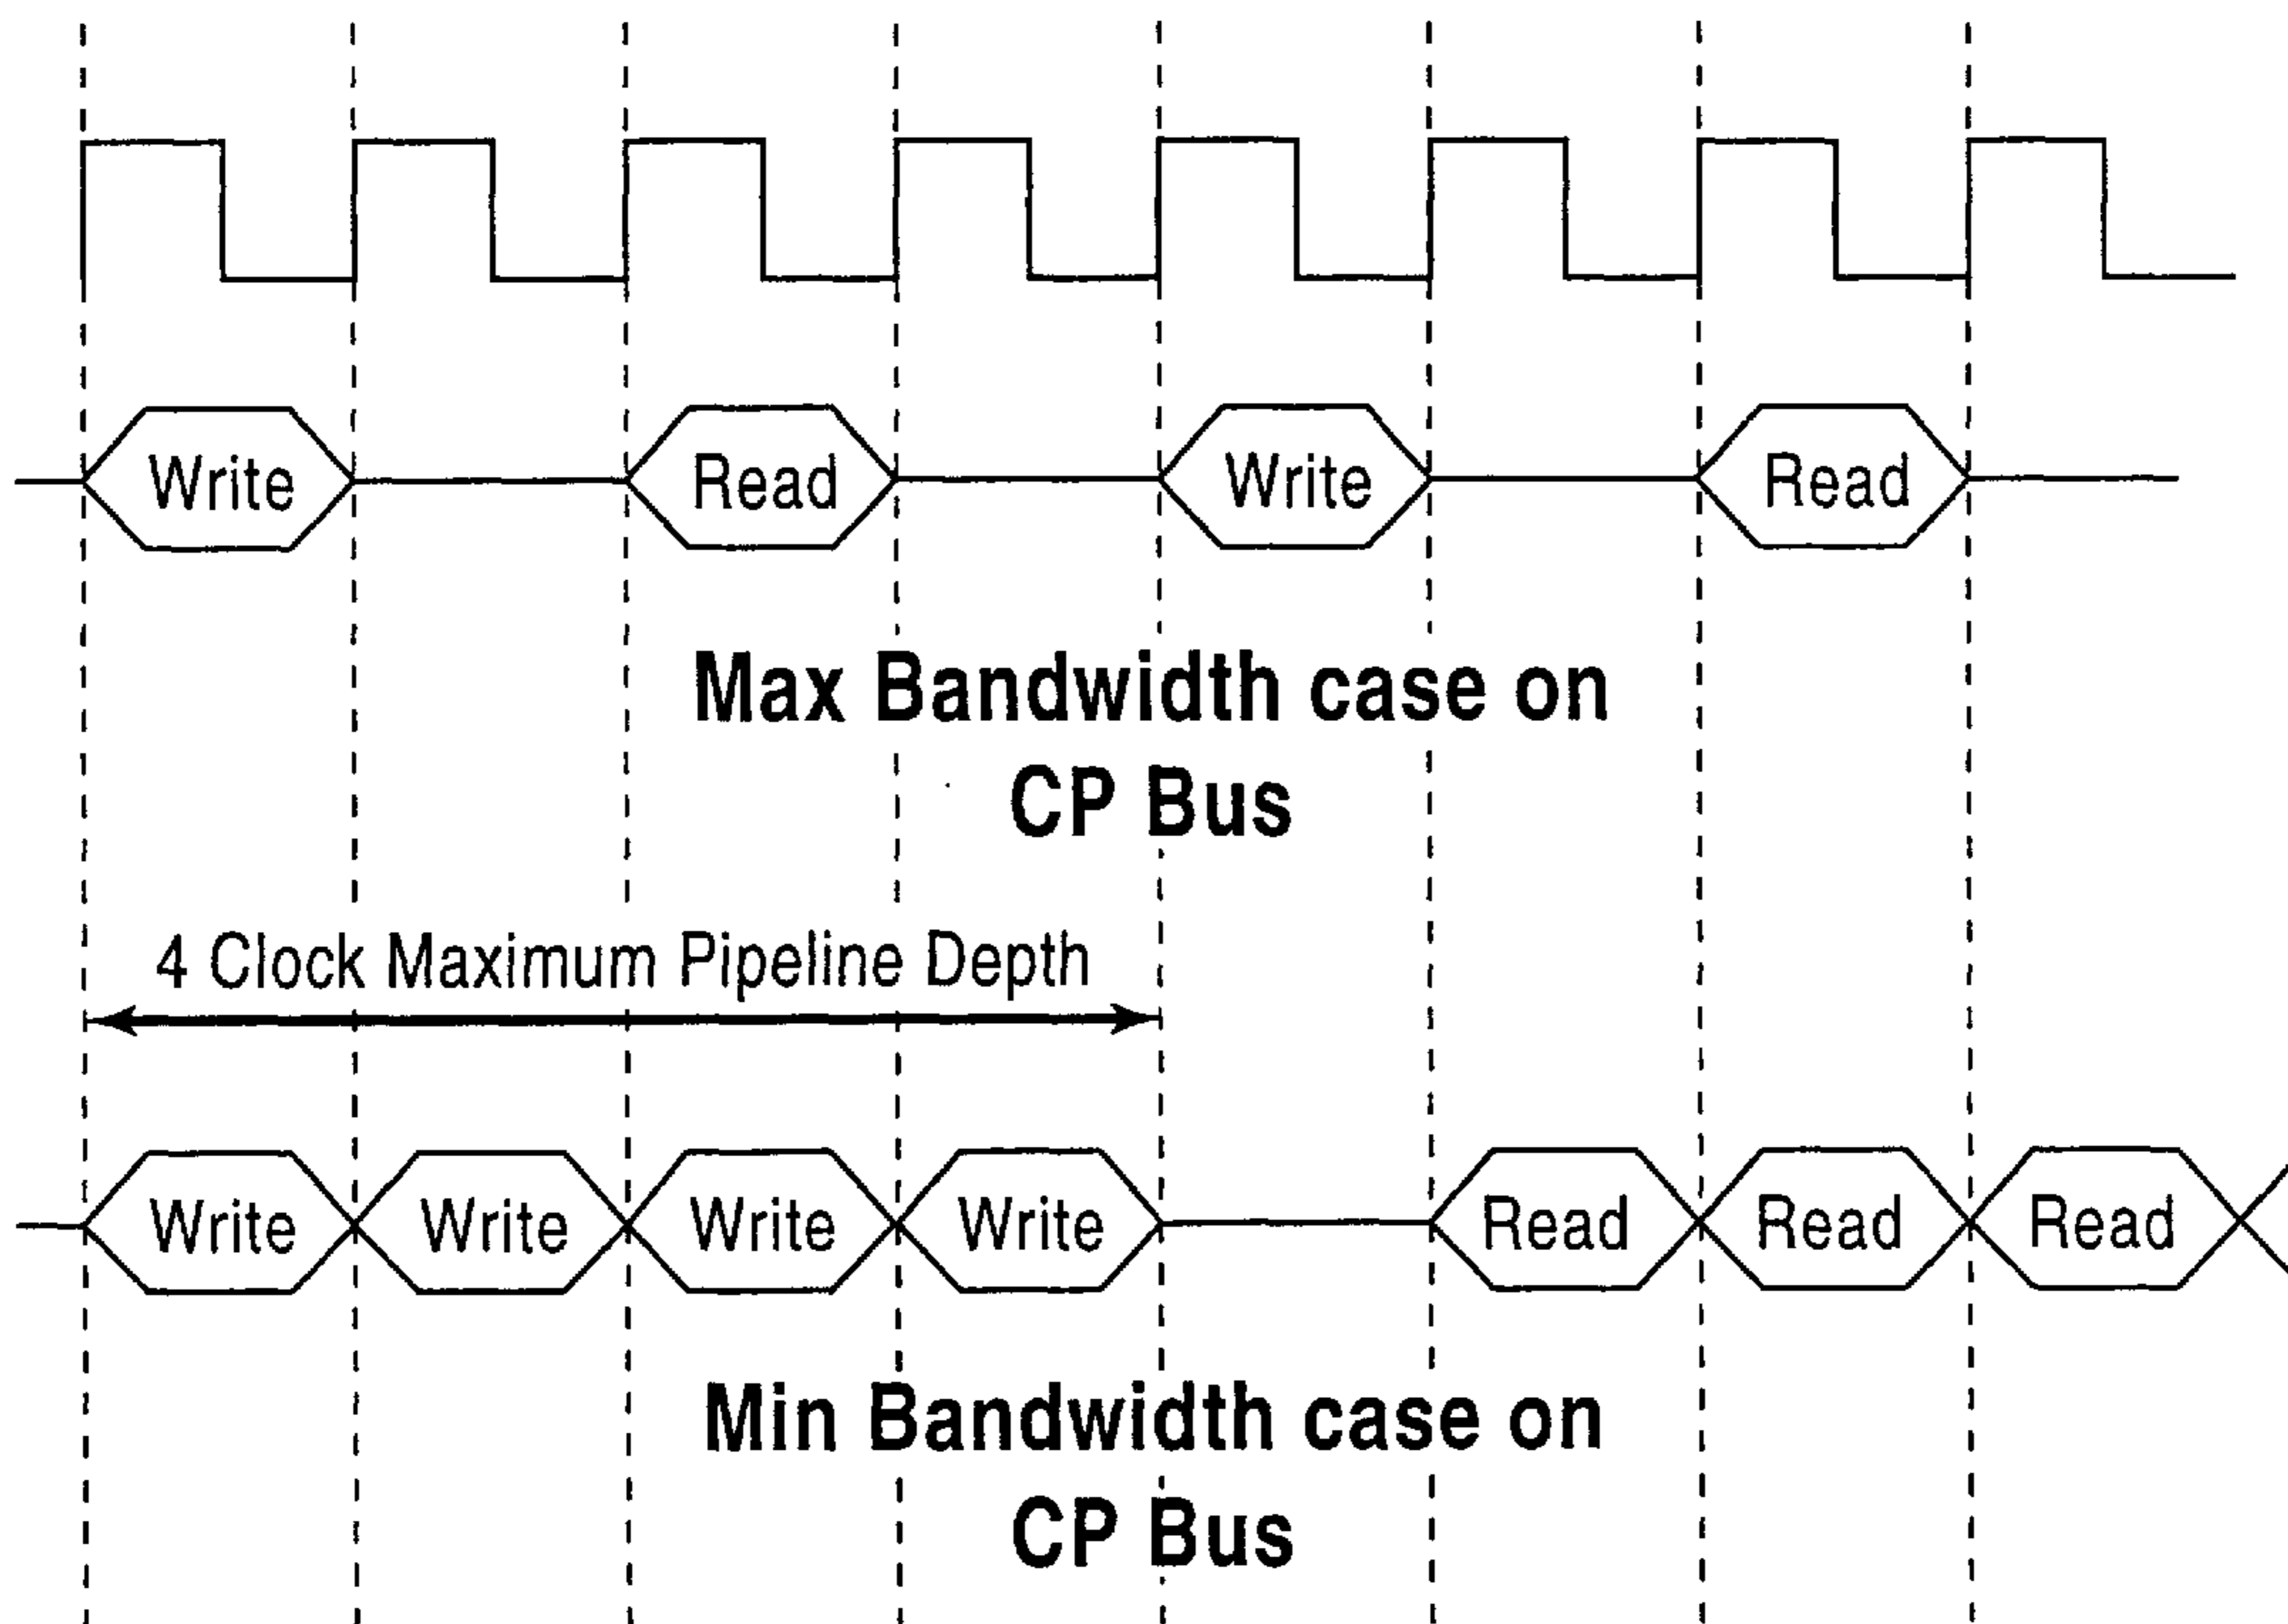 Write Read Write Read
Max Bandwidth case on
CP Bus
4 Clock Maximum Pipeline Depth
Write Write Write Write Read Read Read
Min Bandwidth case on
CP Bus